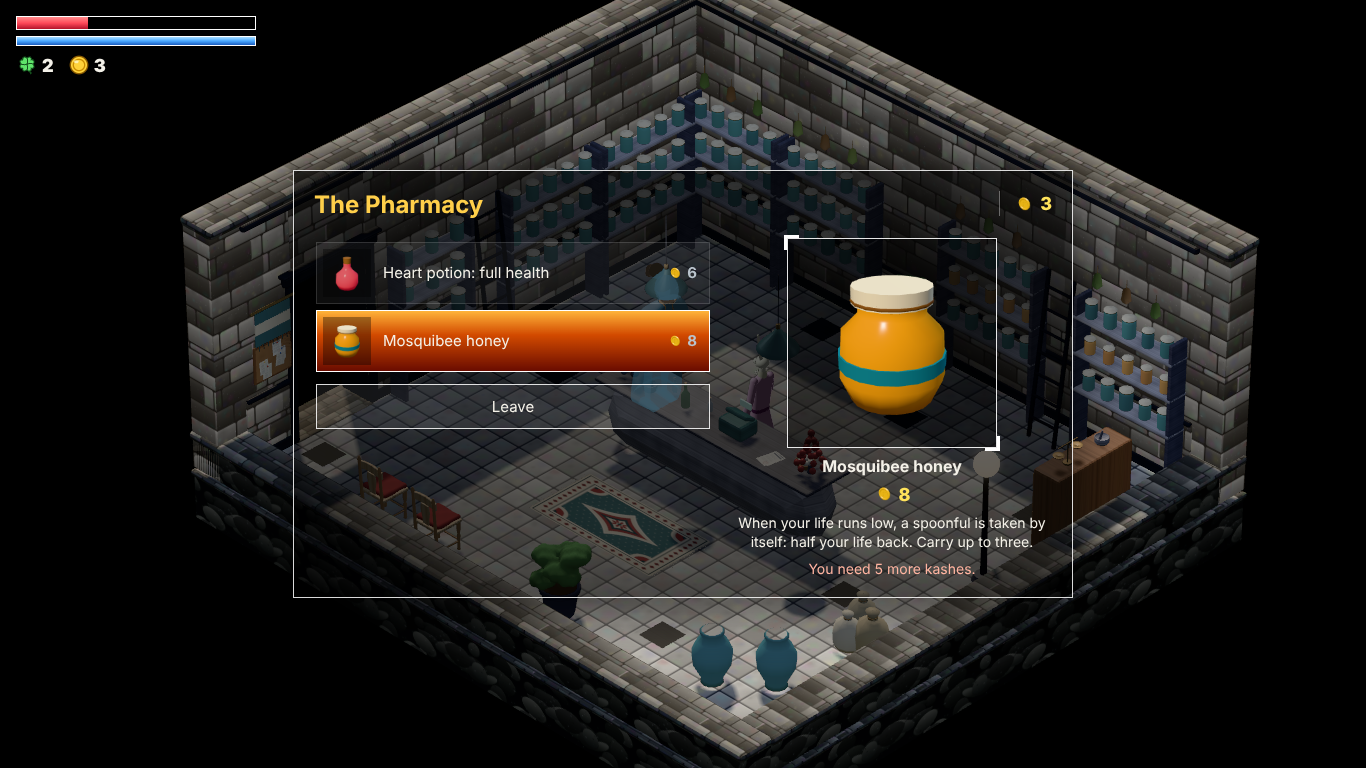 2 3
The Pharmacy
3
Heart potion: full health 6
Mosquibee honey 8
Leave
Mosquibee honey
8
When your life runs low, a spoonful is taken by
itself: half your life back. Carry up to three.
You need 5 more kashes.